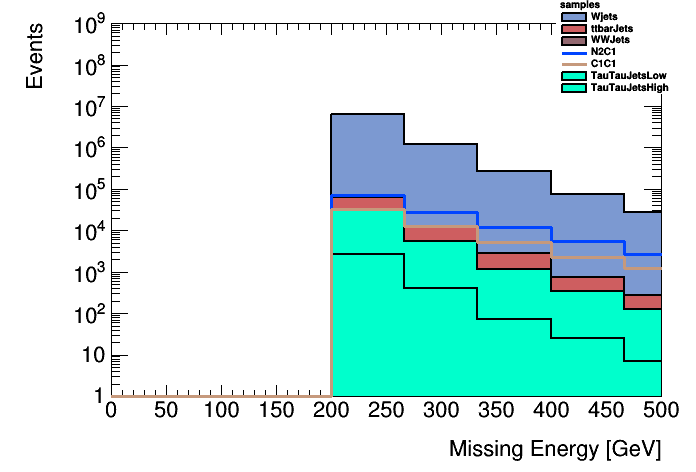 samples
Wjets
ttbarJets
WWJets
N2C1
C1C1
TauTauJetsLow
TauTauJetsHigh
Events
10⁹
10⁸
10⁷
10⁶
10⁵
10⁴
10³
10²
10
1
0 50 100 150 200 250 300 350 400 450 500
Missing Energy [GeV]